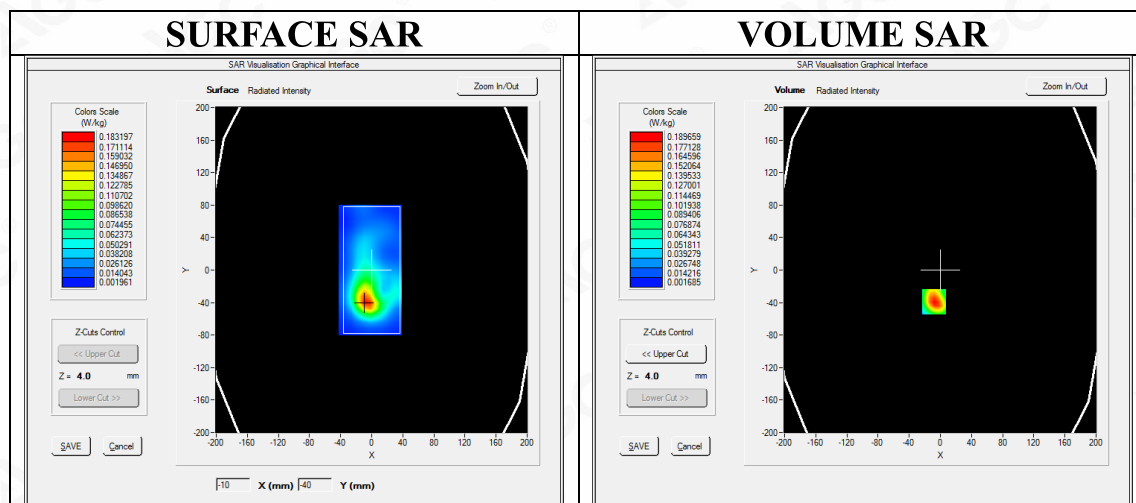 SURFACE SAR
SAR Visualisation Graphical Interface
Surface Radiated Intensity
Zoom In/Out
Colors Scale
(W/kg)
0.183197
0.171114
0.159032
0.146950
0.134867
0.122785
0.110702
0.098620
0.086538
0.074455
0.062373
0.050291
0.038208
0.026126
0.014043
0.001961
Z-Cuts Control
<< Upper Cut
Z = 4.0 mm
Lower Cut >>
SAVE Cancel
200
160
120
80
40
0
-40
-80
-120
-160
-200
Y
-200 -160 -120 -80 -40 0 40 80 120 160 200
X
-10 X (mm) -40 Y (mm)
VOLUME SAR
SAR Visualisation Graphical Interface
Volume Radiated Intensity
Zoom In/Out
Colors Scale
(W/kg)
0.189659
0.177128
0.164596
0.152064
0.139533
0.127001
0.114469
0.101938
0.089406
0.076874
0.064343
0.051811
0.039279
0.026748
0.014216
0.001685
Z-Cuts Control
<< Upper Cut
Z = 4.0 mm
Lower Cut >>
SAVE Cancel
200
160
120
80
40
0
-40
-80
-120
-160
-200
Y
-200 -160 -120 -80 -40 0 40 80 120 160 200
X